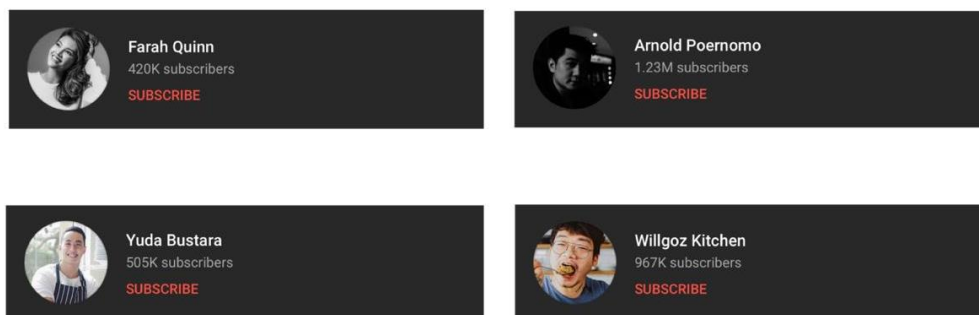 Farah Quinn
420K subscribers
SUBSCRIBE
Arnold Poernomo
1.23M subscribers
SUBSCRIBE
Yuda Bustara
505K subscribers
SUBSCRIBE
Willgoz Kitchen
967K subscribers
SUBSCRIBE